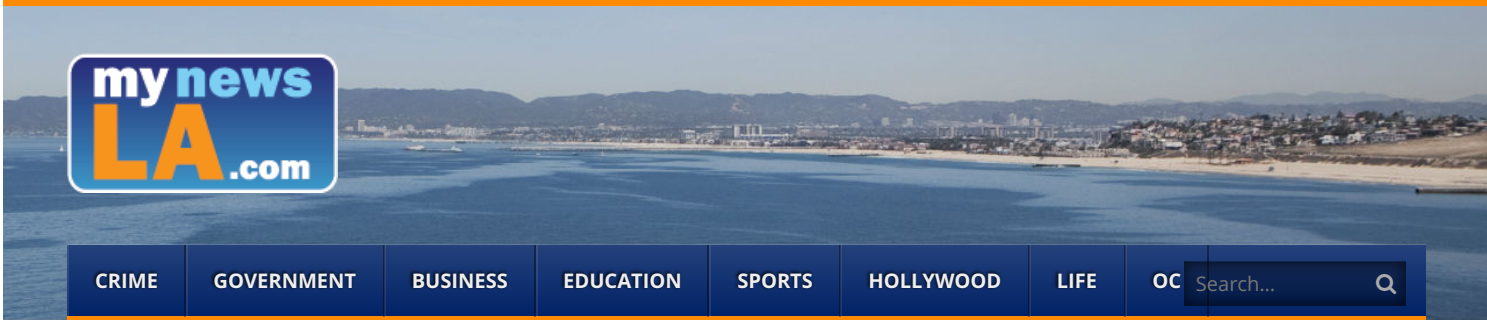 my news
LA.com
CRIME GOVERNMENT BUSINESS EDUCATION SPORTS HOLLYWOOD LIFE OC Search...